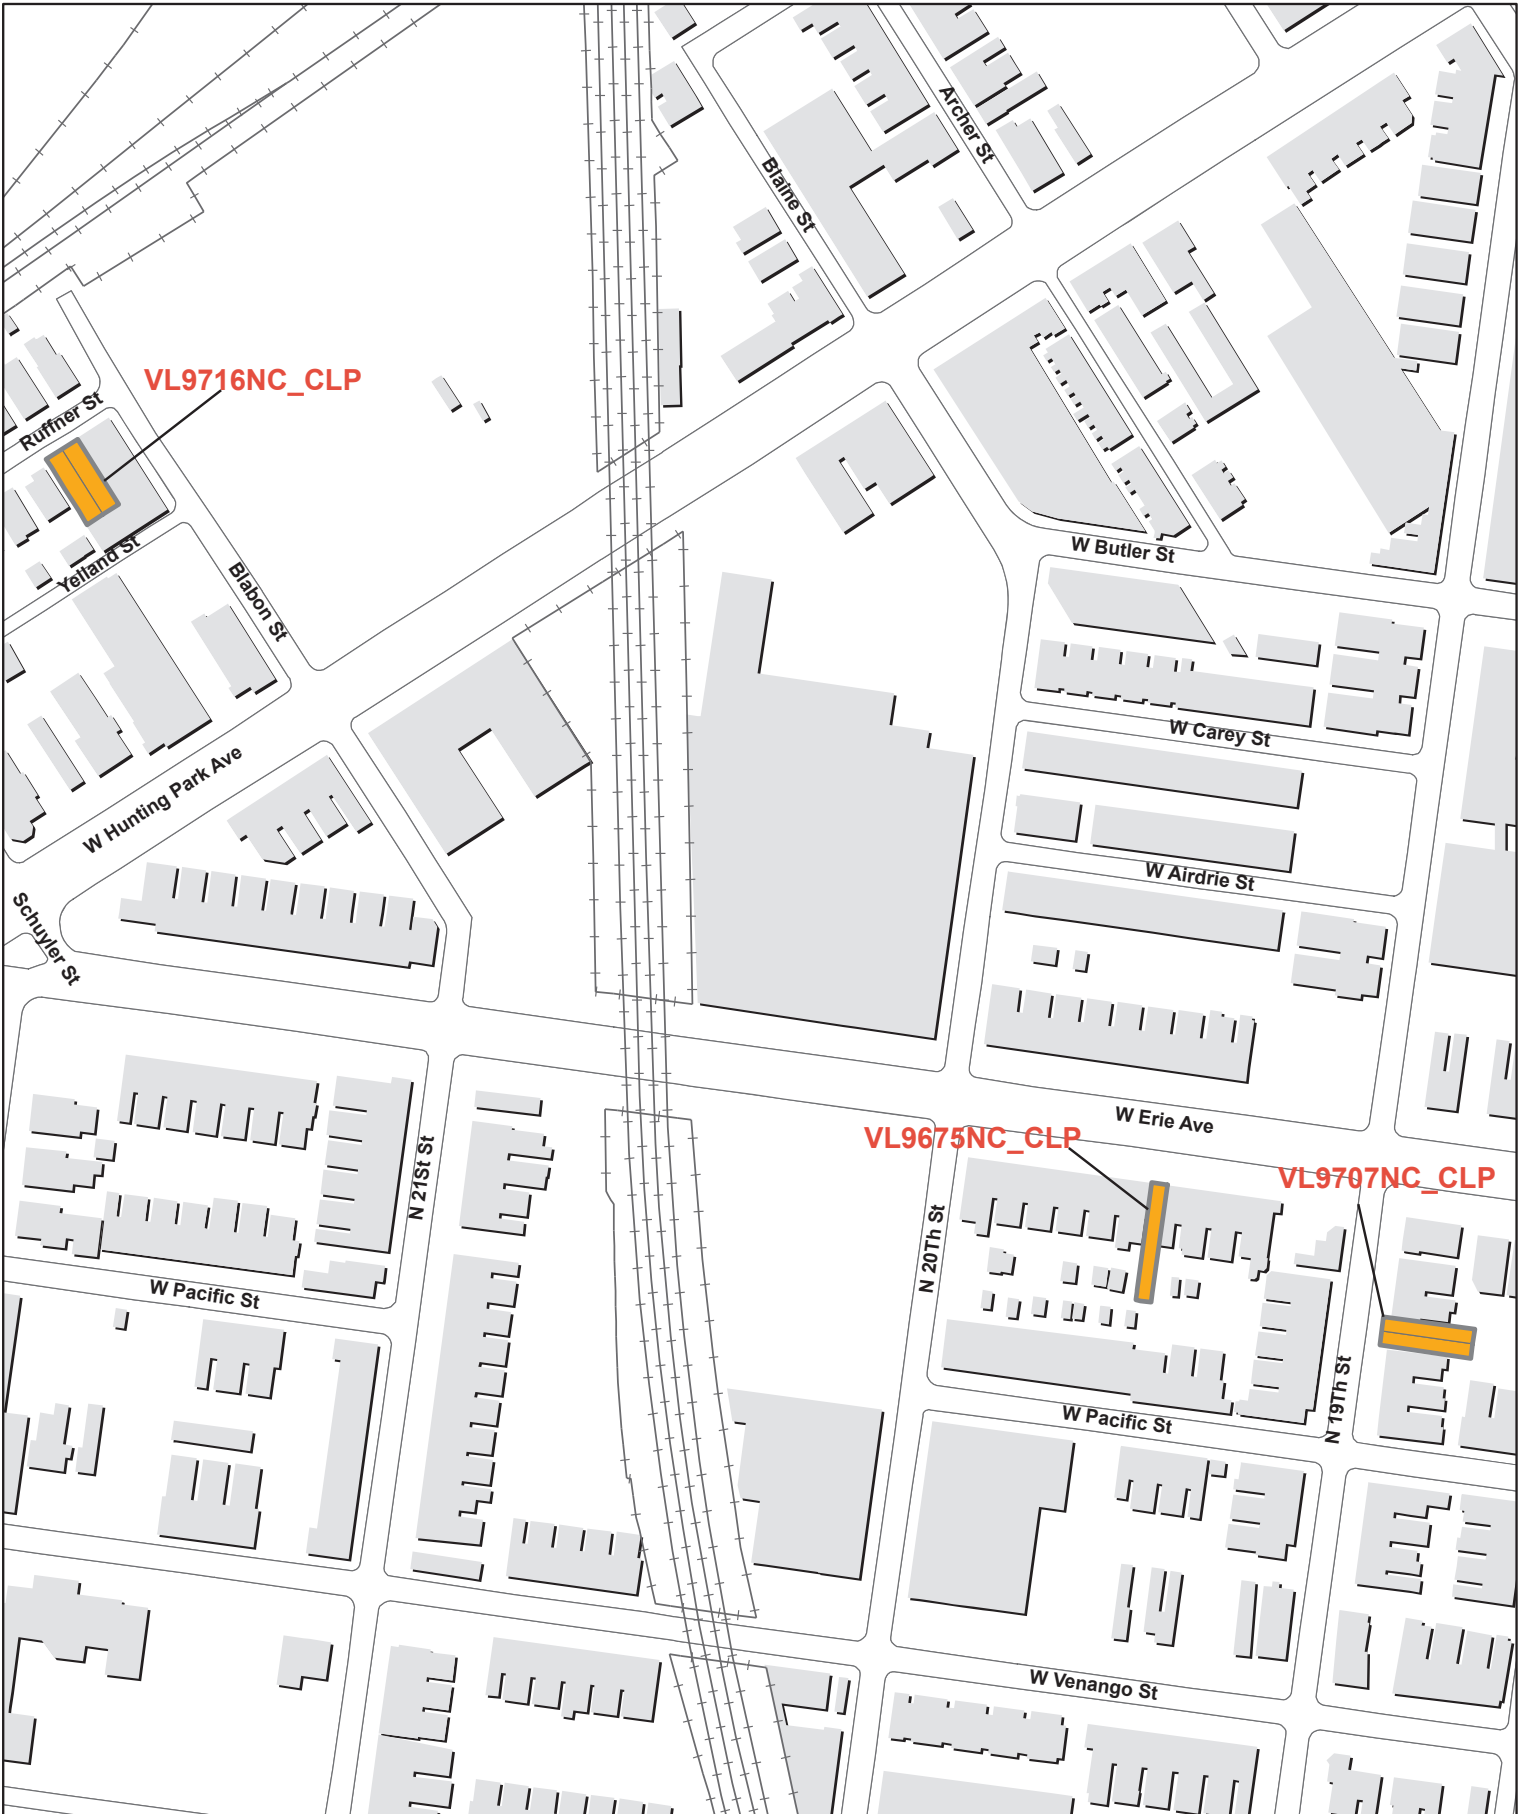 Archer St
Blaine St
VL9716NC_CLP
Ruffner St
Yelland St
Blabon St
W Butler St
W Carey St
W Hunting Park Ave
W Airdrie St
Schuyler St
W Erie Ave
VL9675NC_CLP
VL9707NC_CLP
N 21St St
N 20Th St
W Pacific St
N 19Th St
W Pacific St
W Venango St